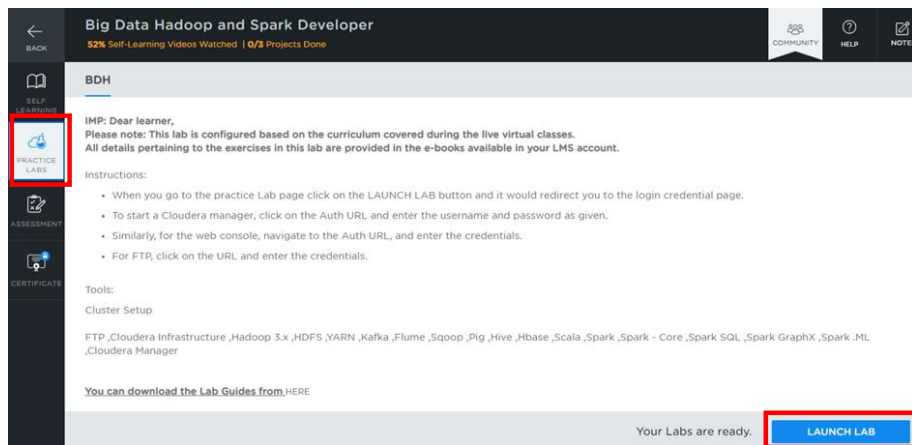 Big Data Hadoop and Spark Developer
52% Self-Learning Videos Watched | 0/3 Projects Done
BACK
COMMUNITY
HELP
NOTE
SELF
LEARNING
PRACTICE
LABS
ASSESSMENT
CERTIFICATE
BDH
IMP: Dear learner,
Please note: This lab is configured based on the curriculum covered during the live virtual classes.
All details pertaining to the exercises in this lab are provided in the e-books available in your LMS account.
Instructions:
• When you go to the practice Lab page click on the LAUNCH LAB button and it would redirect you to the login credential page.
• To start a Cloudera manager, click on the Auth URL and enter the username and password as given.
• Similarly, for the web console, navigate to the Auth URL, and enter the credentials.
• For FTP, click on the URL and enter the credentials.
Tools:
Cluster Setup
FTP ,Cloudera Infrastructure ,Hadoop 3.x ,HDFS ,YARN ,Kafka ,Flume ,Sqoop ,Pig ,Hive ,Hbase ,Scala ,Spark ,Spark - Core ,Spark SQL ,Spark GraphX ,Spark .ML
,Cloudera Manager
You can download the Lab Guides from HERE
Your Labs are ready.
LAUNCH LAB